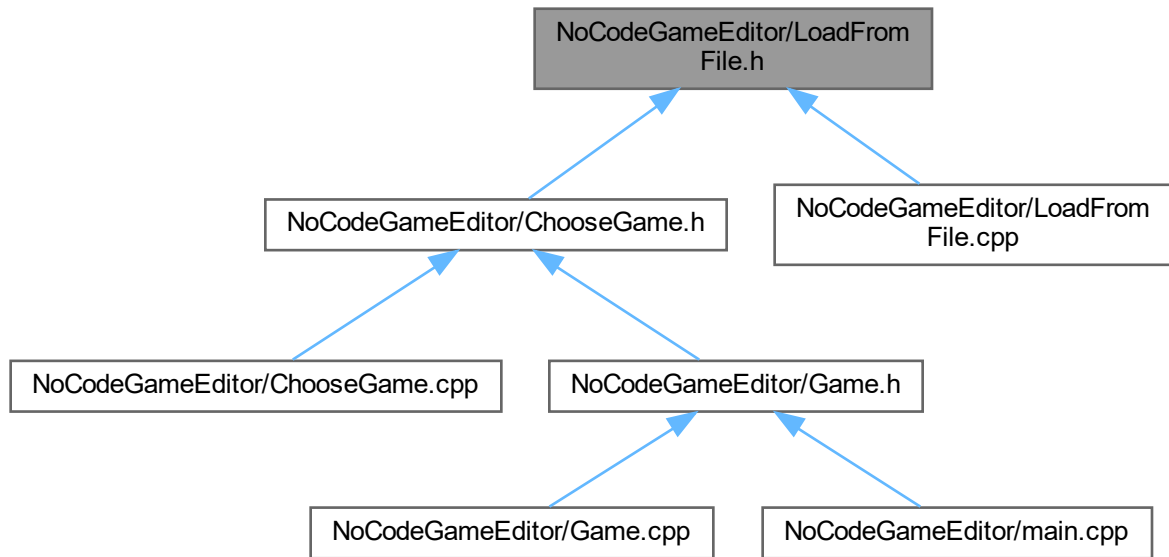 NoCodeGameEditor/LoadFrom
File.h
NoCodeGameEditor/ChooseGame.h
NoCodeGameEditor/LoadFrom
File.cpp
NoCodeGameEditor/ChooseGame.cpp
NoCodeGameEditor/Game.h
NoCodeGameEditor/Game.cpp
NoCodeGameEditor/main.cpp